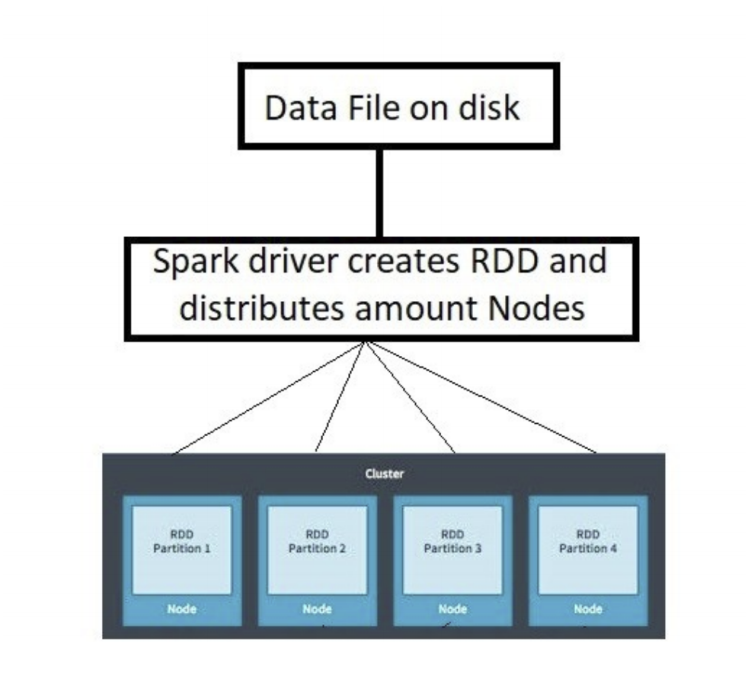 Data File on disk
Spark driver creates RDD and
distributes amount Nodes
Cluster
RDD
Partition 1
RDD
Partition 2
RDD
Partition 3
RDD
Partition 4
Node
Node
Node
Node